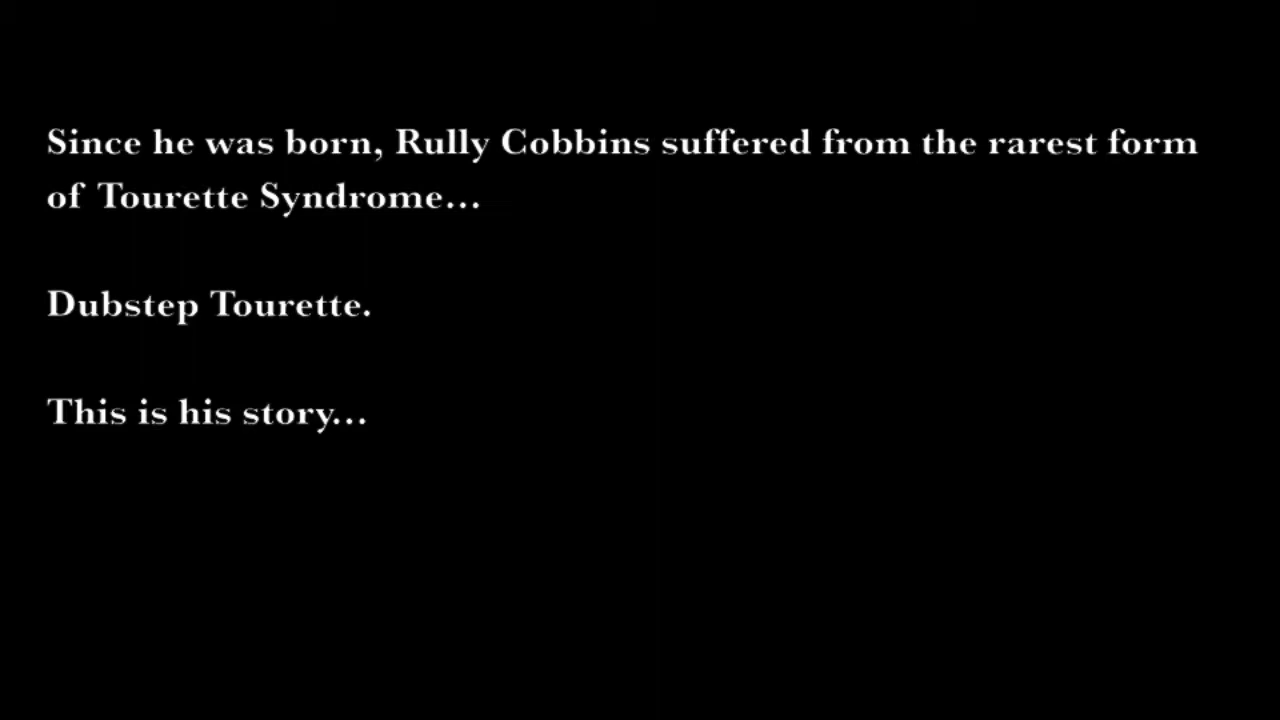 Since he was born, Rully Cobbins suffered from the rarest form
of Tourette Syndrome...
Dubstep Tourette.
This is his story...